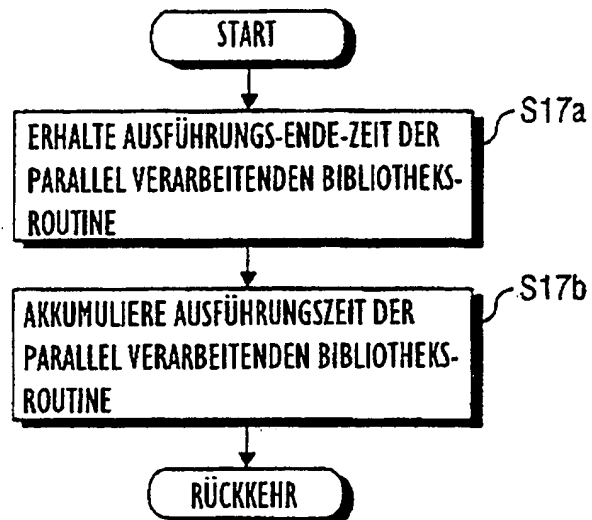 START
S17a
ERHALTE AUSFÜHRUNGS-ENDE-ZEIT DER
PARALLEL VERARBEITENDEN BIBLIOTHEKS-
ROUTINE
S17b
AKKUMULIERE AUSFÜHRUNGSZEIT DER
PARALLEL VERARBEITENDEN BIBLIOTHEKS-
ROUTINE
RÜCKKEHR